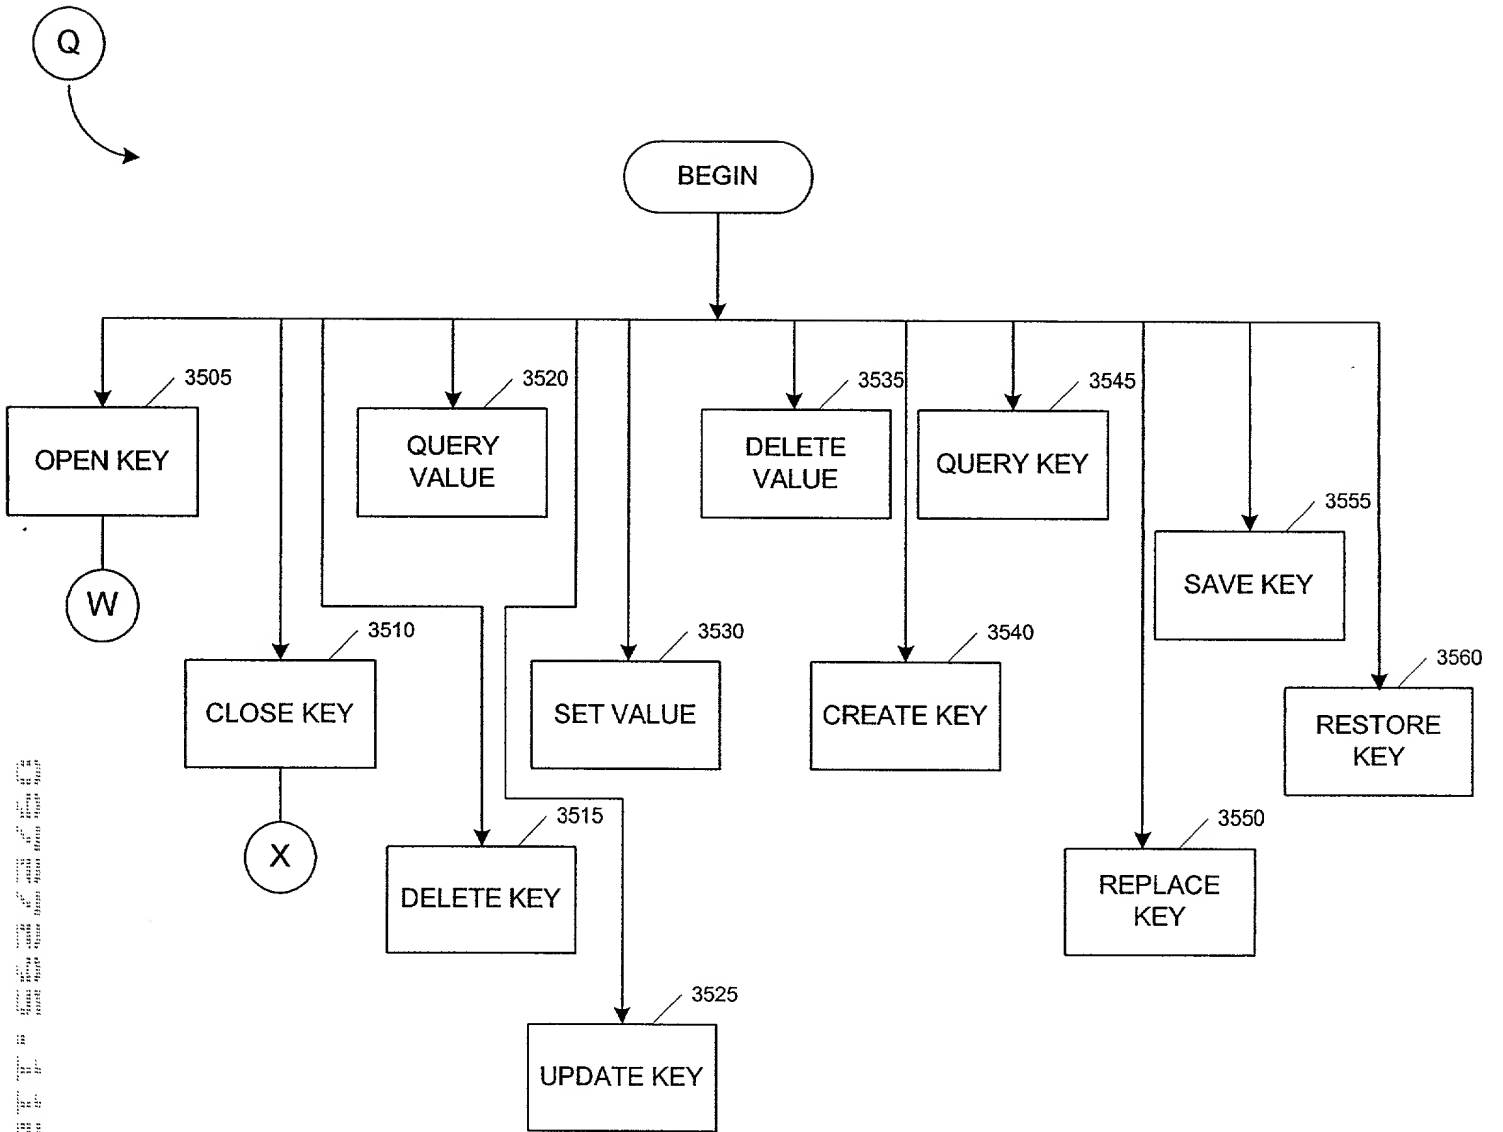 Q
BEGIN
3505
OPEN KEY
W
3520
QUERY
VALUE
3535
DELETE
VALUE
3545
QUERY KEY
3555
SAVE KEY
3510
CLOSE KEY
X
3530
SET VALUE
3540
CREATE KEY
3560
RESTORE
KEY
3515
DELETE KEY
3550
REPLACE
KEY
3525
UPDATE KEY